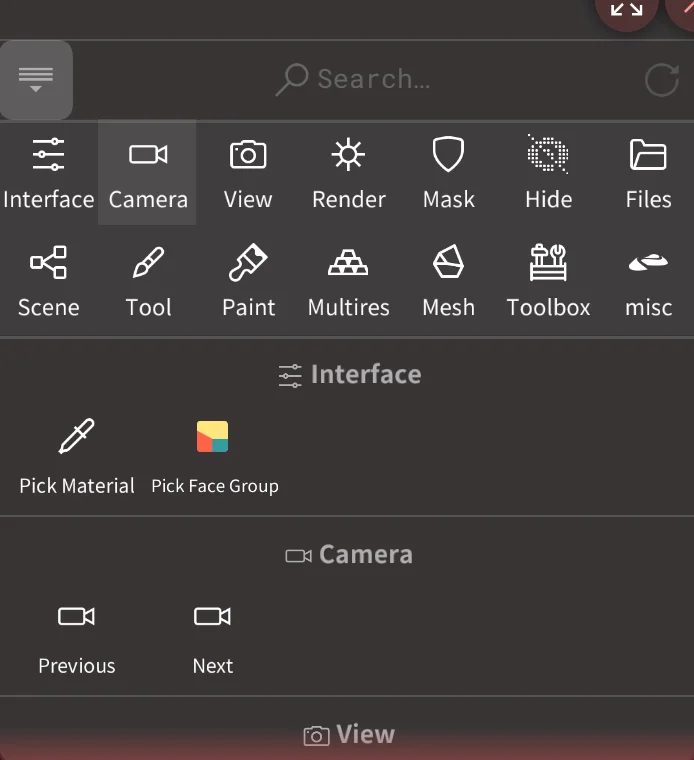 Search…
Interface Camera View Render Mask Hide Files
Scene Tool Paint Multires Mesh Toolbox misc
Interface
Pick Material Pick Face Group
Camera
Previous Next
View